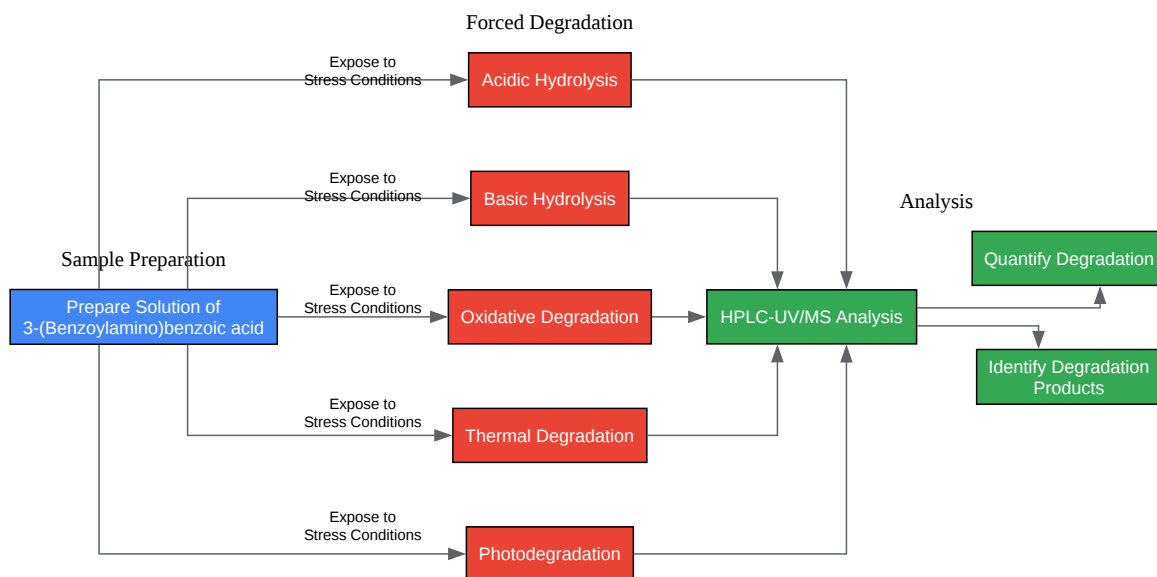 Forced Degradation
Expose to
Stress Conditions
Acidic Hydrolysis
Expose to
Stress Conditions
Basic Hydrolysis
Analysis
Sample Preparation
Quantify Degradation
Prepare Solution of
3-(Benzoylamino)benzoic acid
Expose to
Stress Conditions
Oxidative Degradation
HPLC-UV/MS Analysis
Identify Degradation
Products
Expose to
Stress Conditions
Thermal Degradation
Expose to
Stress Conditions
Photodegradation